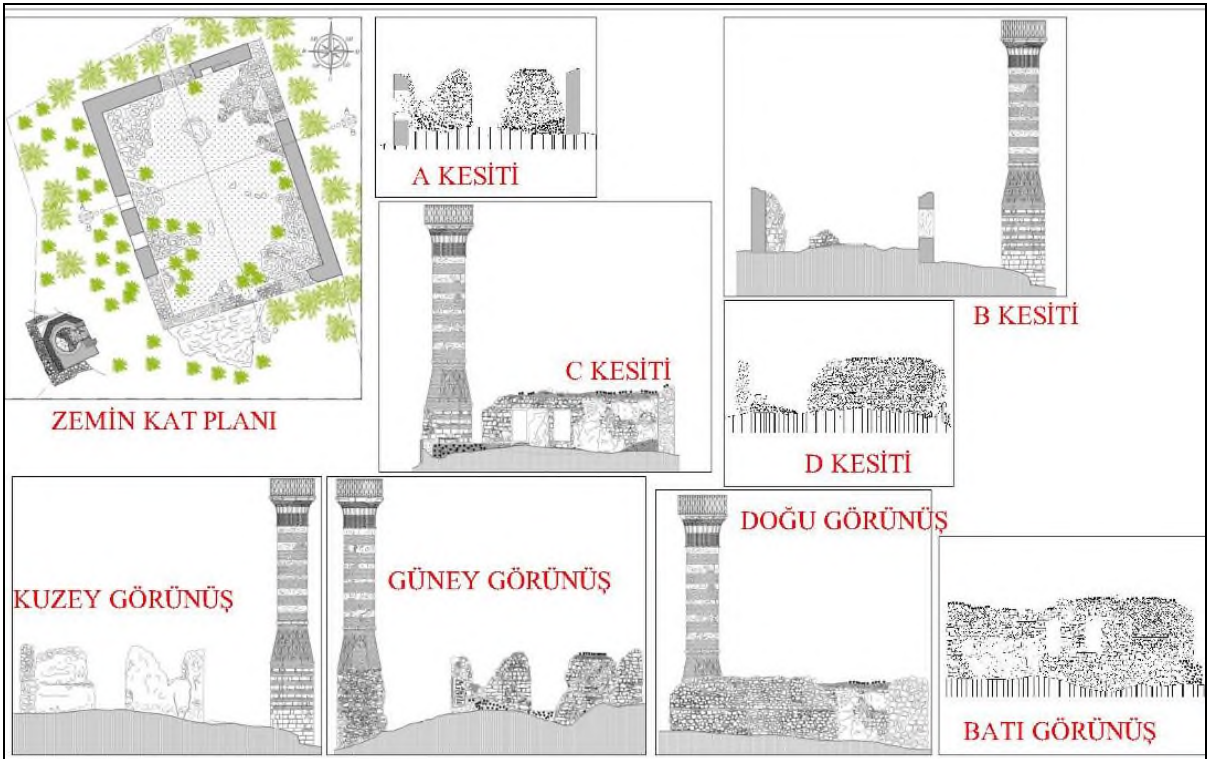 A KESİTİ
B KESİTİ
C KESİTİ
ZEMİN KAT PLANI
D KESİTİ
DOĞU GÖRÜNÜŞ
KUZEY GÖRÜNÜŞ
GÜNEY GÖRÜNÜŞ
BATI GÖRÜNÜŞ